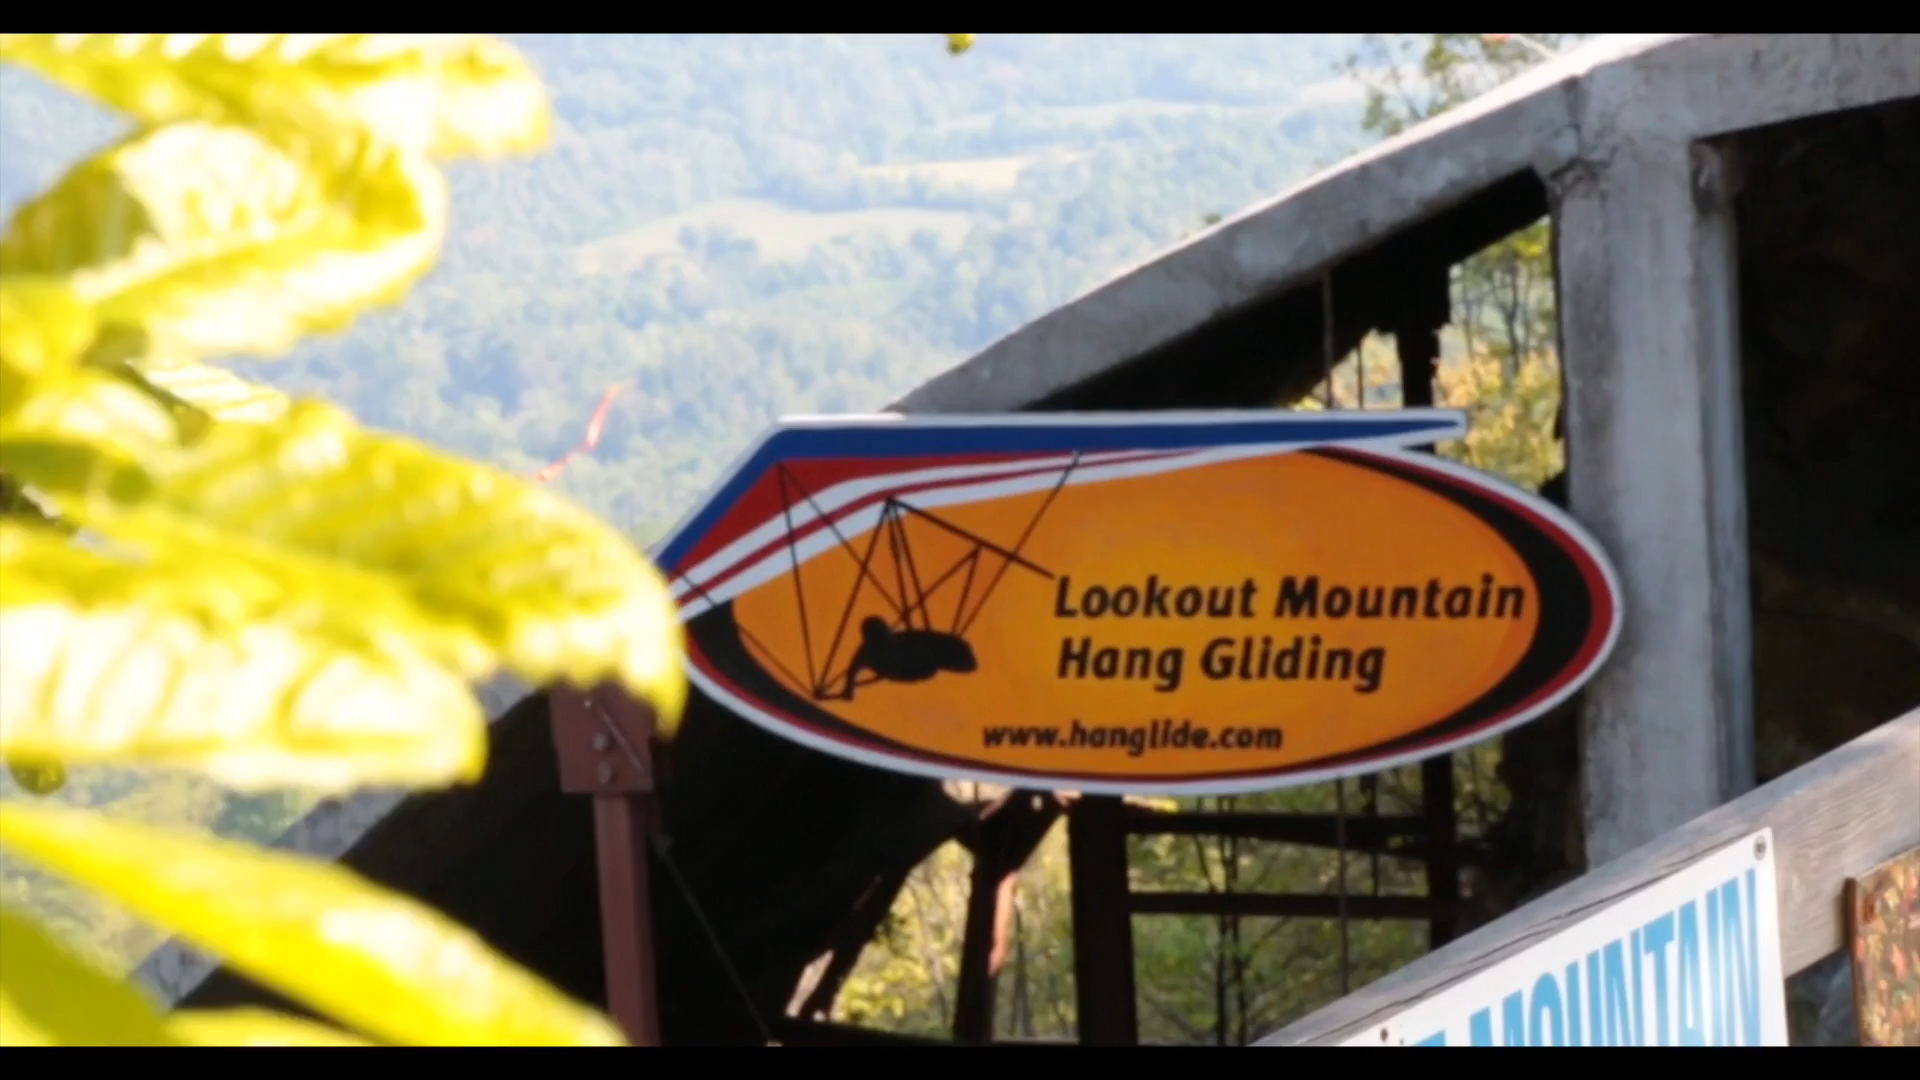 Lookout Mountain
Hang Gliding
www.hanglide.com
MOUNTAIN